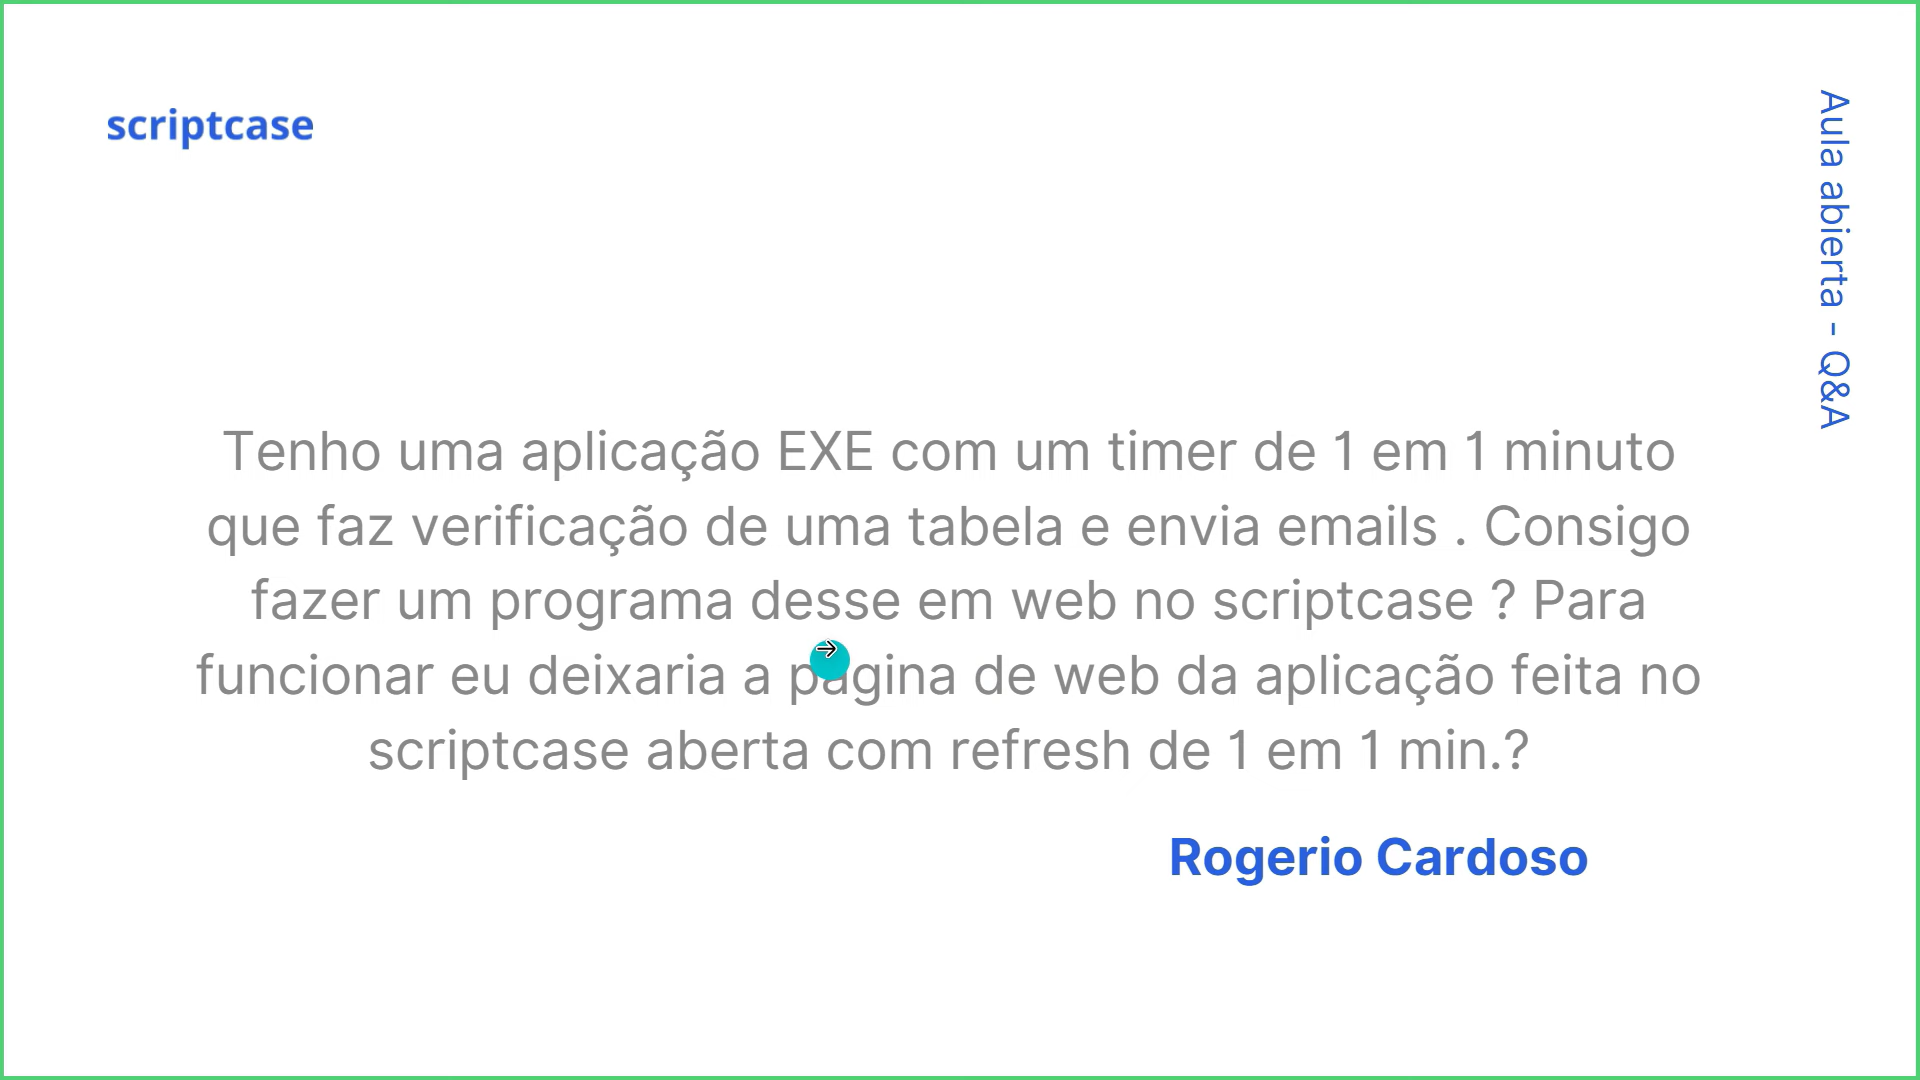 scriptcase
Aula abierta - Q&A
Tenho uma aplicação EXE com um timer de 1 em 1 minuto
que faz verificação de uma tabela e envia emails . Consigo
fazer um programa desse em web no scriptcase ? Para
funcionar eu deixaria a página de web da aplicação feita no
scriptcase aberta com refresh de 1 em 1 min.?
Rogerio Cardoso